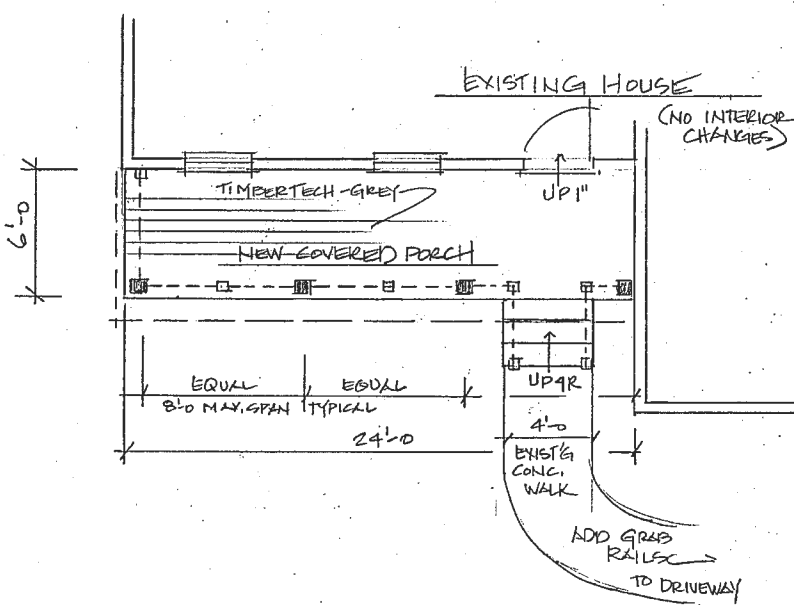 EXISTING HOUSE
(NO INTERIOR
CHANGES)
TIMBERTECH-GREY
UP 1"
6'-0
NEW COVERED PORCH
EQUAL
EQUAL
8'-0 MAX. SPAN
TYPICAL
UP 4R
24'-0
4'-0
EXIST'G
CONC.
WALK
ADD GRAB
RAILS
TO DRIVEWAY